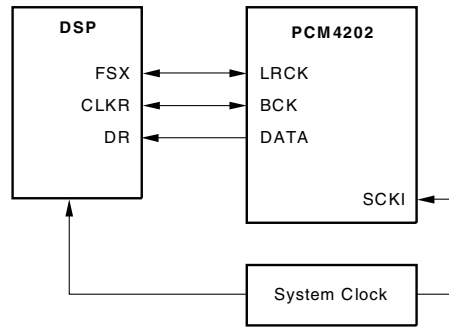 DSP
PCM4202
FSX
LRCK
CLKR
BCK
DR
DATA
SCKI
System Clock